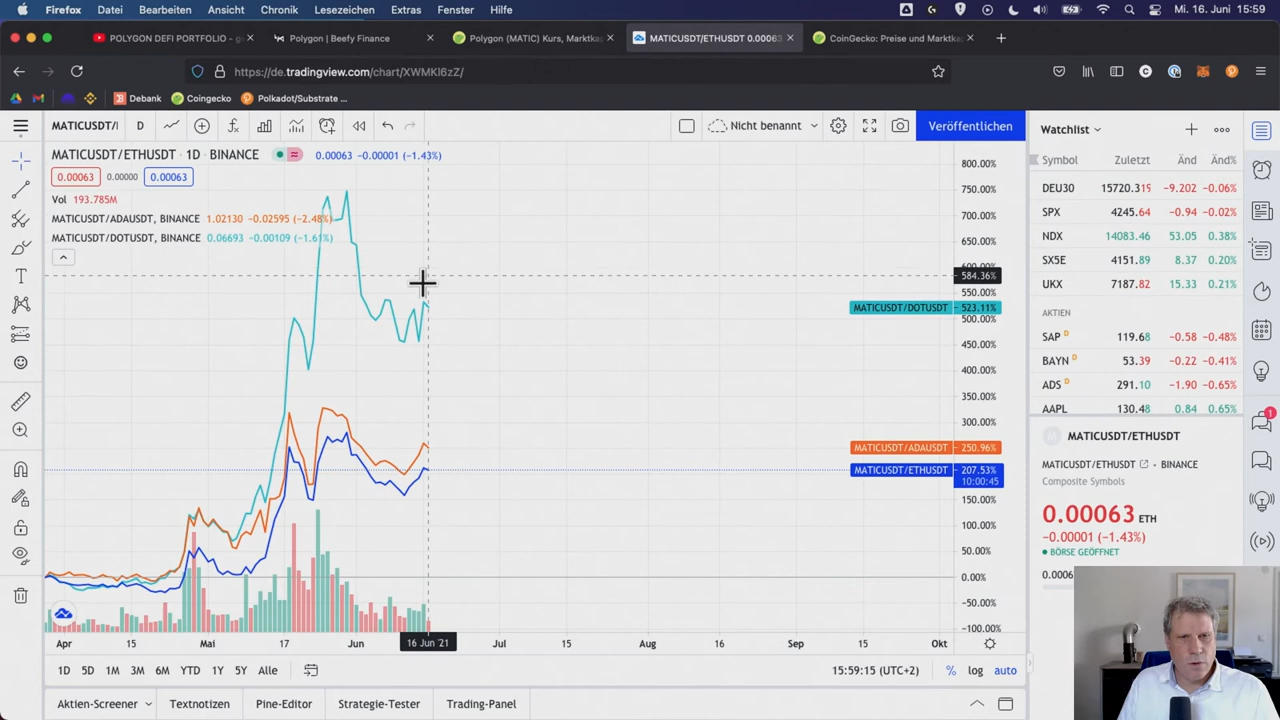 Firefox Datei Bearbeiten Ansicht Chronik Lesezeichen Extras Fenster Hilfe Mi. 16. Juni 15:59
POLYGON DEFI PORTFOLIO - Polygon | Beefy Finance Polygon (MATIC) Kurs, Marktka MATICUSDT/ETHUSDT 0.00063 CoinGecko: Preise und Marktka
https://de.tradingview.com/chart/XWMKl6zZ/
Debank Coingecko Polkadot/Substrate ...
MATICUSDT/ D Nicht benannt Veröffentlichen Watchlist
MATICUSDT/ETHUSDT · 1D · BINANCE 0.00063 −0.00001 (−1.43%)
0.00063 0.00000 0.00063
Vol 193.785M
MATICUSDT/ADAUSDT, BINANCE 1.02130 −0.02595 (−2.48%)
MATICUSDT/DOTUSDT, BINANCE 0.06693 −0.00109 (−1.61%)
800.00%
750.00%
700.00%
650.00%
600.00%
584.36%
550.00%
MATICUSDT/DOTUSDT 523.11%
500.00%
450.00%
400.00%
350.00%
300.00%
MATICUSDT/ADAUSDT 250.96%
MATICUSDT/ETHUSDT 207.53%
10:00:45
150.00%
100.00%
50.00%
0.00%
−50.00%
−100.00%
Apr 15 Mai 17 Jun 16 Jun '21 Jul 15 Aug 15 Sep 15 Okt
1D 5D 1M 3M 6M YTD 1Y 5Y Alle 15:59:15 (UTC+2) % log auto
Aktien-Screener Textnotizen Pine-Editor Strategie-Tester Trading-Panel
Symbol Zuletzt Änd Änd%
DEU30 15720.319 −9.202 −0.06%
SPX 4245.64 −0.94 −0.02%
NDX 14083.46 53.05 0.38%
SX5E 4151.89 8.37 0.20%
UKX 7187.82 15.33 0.21%
AKTIEN
SAP D 119.68 −0.58 −0.48%
BAYN D 53.39 −0.22 −0.41%
ADS D 291.10 −1.90 −0.65%
AAPL 130.48 0.84 0.65%
1
MATICUSDT/ETHUSDT
MATICUSDT/ETHUSDT · BINANCE
Composite Symbols
0.00063 ETH
−0.00001 (−1.43%)
BÖRSE GEÖFFNET
0.0006